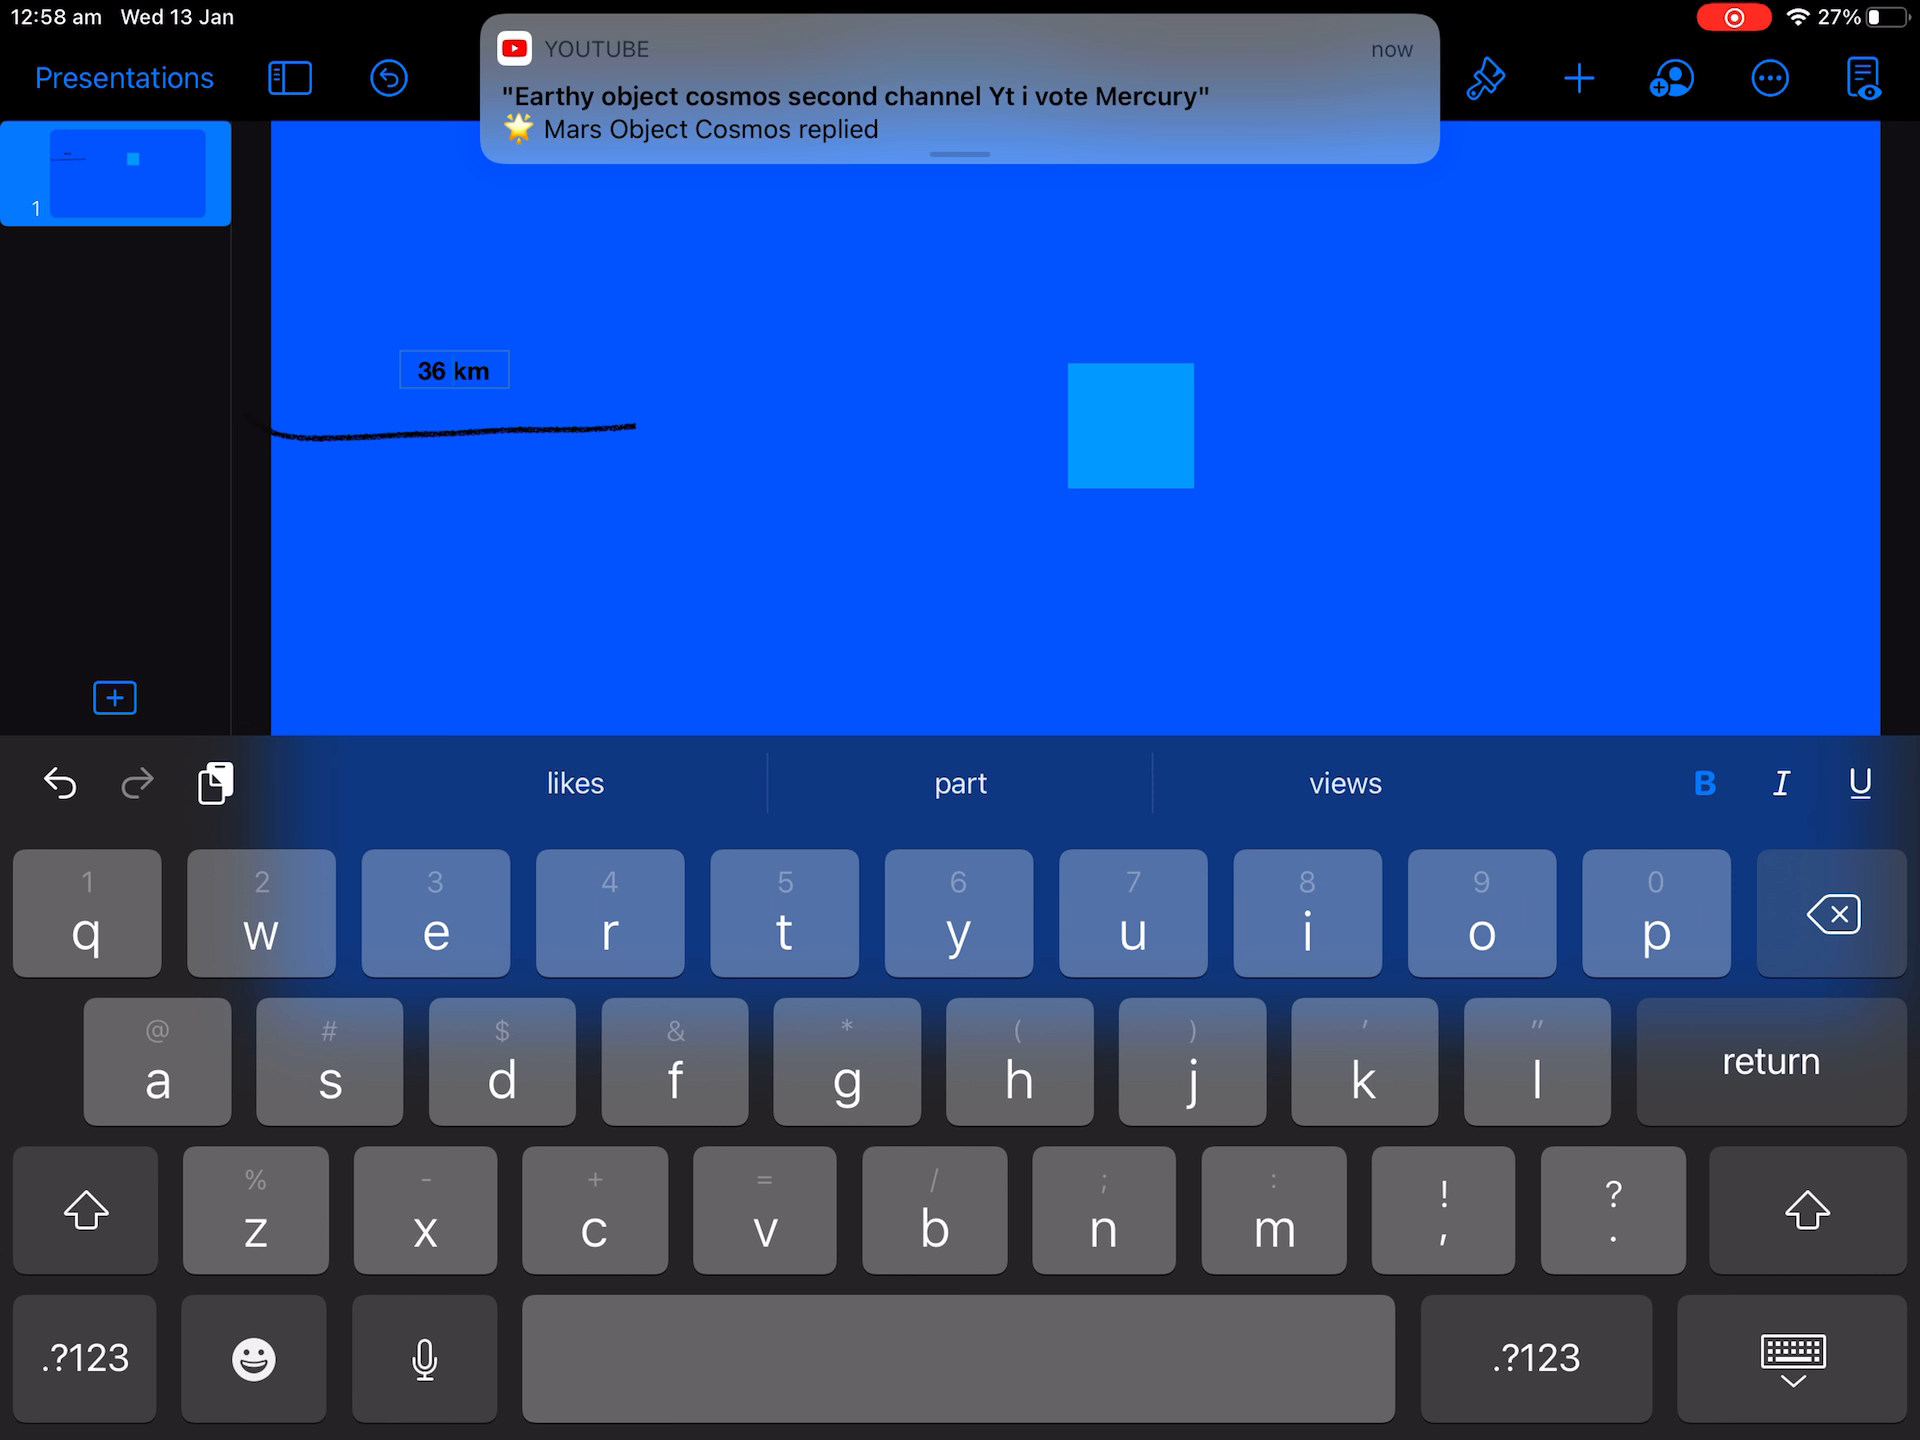 12:58 am Wed 13 Jan
27%
YOUTUBE
now
"Earthy object cosmos second channel Yt i vote Mercury"
🌟 Mars Object Cosmos replied
Presentations
1
36 km
likes
part
views
B I U
1 2 3 4 5 6 7 8 9 0
q w e r t y u i o p
@ # $ & * ( ) ' "
a s d f g h j k l return
% - + = / ; : ! ?
z x c v b n m , .
.?123 .?123